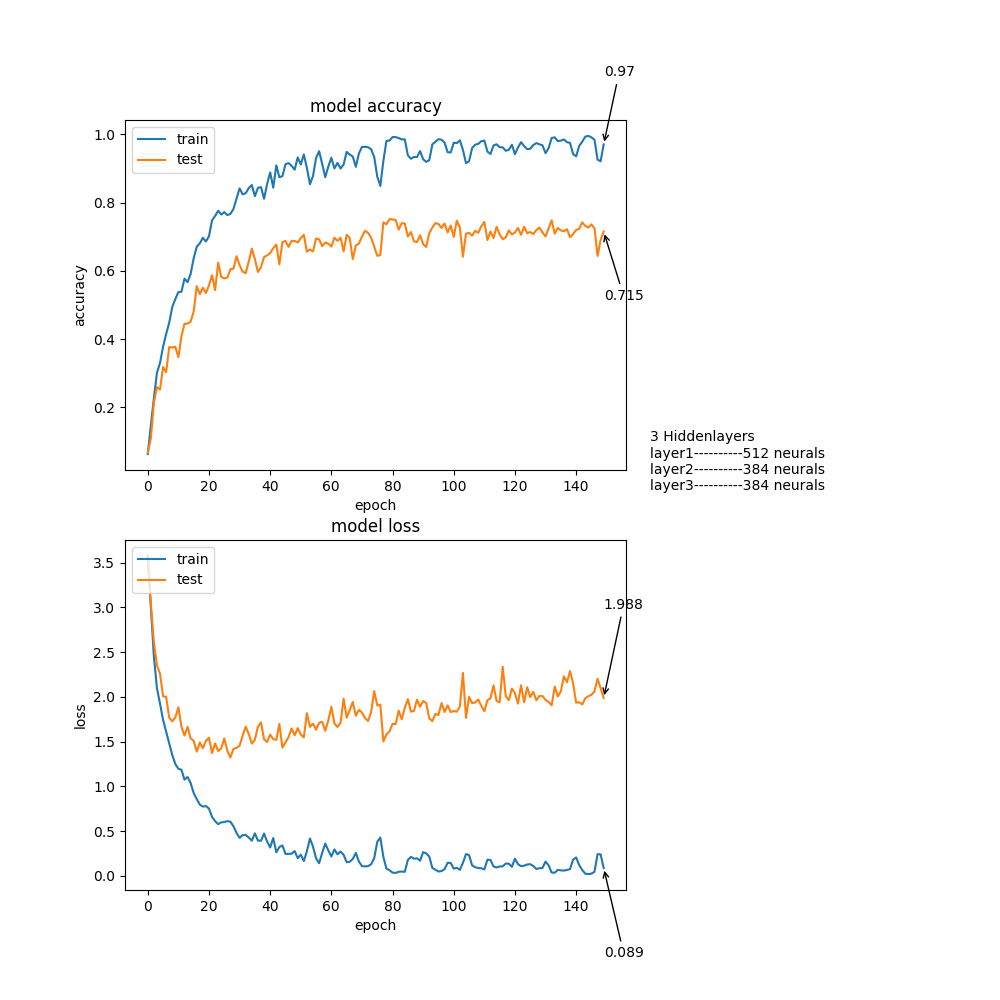 0.97
model accuracy
train
test
1.0
0.8
0.6
0.4
0.2
accuracy
0.715
0 20 40 60 80 100 120 140
epoch
3 Hiddenlayers
layer1----------512 neurals
layer2----------384 neurals
layer3----------384 neurals
model loss
train
test
3.5
3.0
2.5
2.0
1.5
1.0
0.5
0.0
loss
1.988
0 20 40 60 80 100 120 140
epoch
0.089